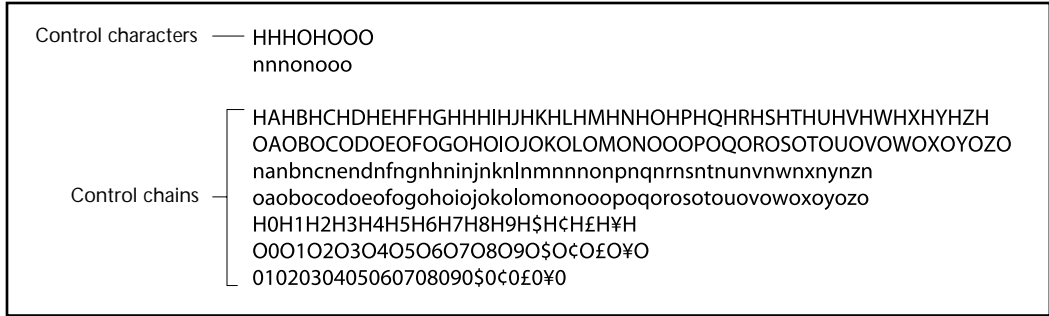 Control characters HHHOHOOO
nnnonooo
HAHBHCHDHEHFHGHHHIHJHKHLHMHNHOHPHQHRHSHTHUHVHWHXHYHZH
OAOBOCODOEOFOGOHOIOJOKOLOMONOOOPOQOROSOTOUOVOWOXOYOZO
nanbncnendnfngnhninjnknlnmnnnonpnqnrnsntnunvnwnxnynzn
Control chains oaobocodoeofogohoiojokolomonooopoqorosotouovowoxoyozo
H0H1H2H3H4H5H6H7H8H9H$H¢H£H¥H
O0O1O2O3O4O5O6O7O8O9O$O¢O£O¥O
0102030405060708090$0¢0£0¥0